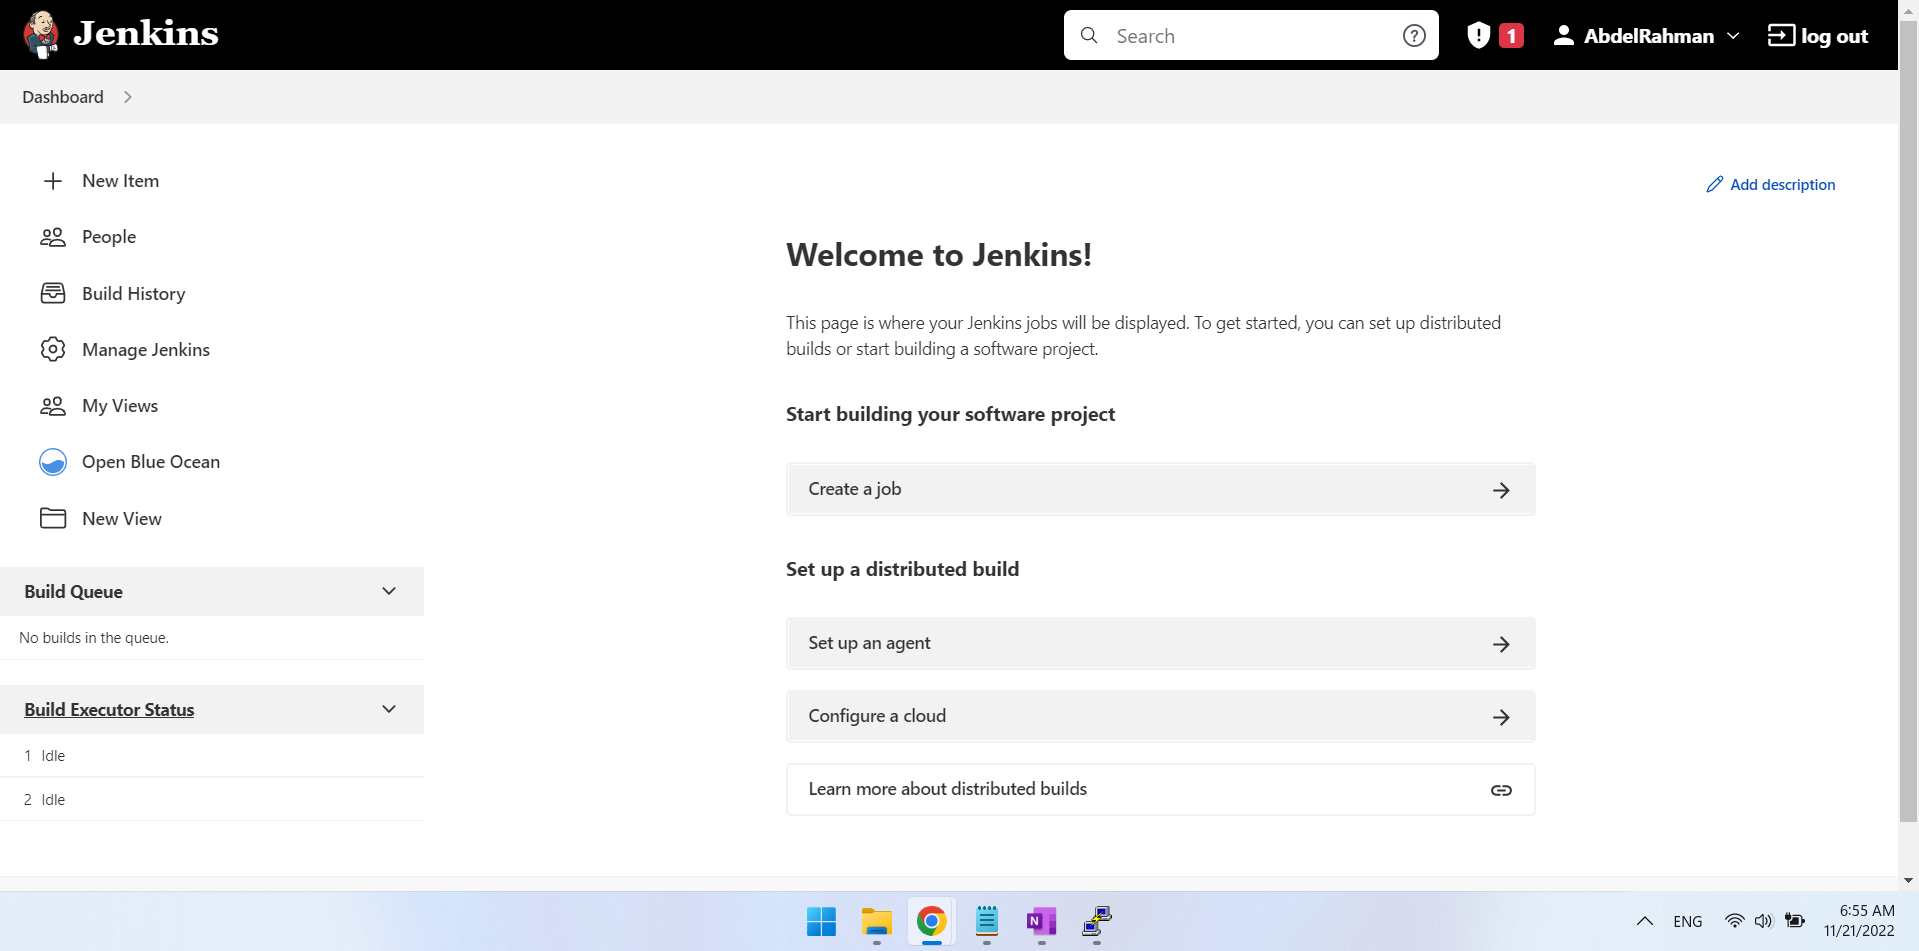 Jenkins
Search
1
AbdelRahman
log out
Dashboard
New Item
People
Build History
Manage Jenkins
My Views
Open Blue Ocean
New View
Build Queue
No builds in the queue.
Build Executor Status
1 Idle
2 Idle
Add description
Welcome to Jenkins!
This page is where your Jenkins jobs will be displayed. To get started, you can set up distributed
builds or start building a software project.
Start building your software project
Create a job
Set up a distributed build
Set up an agent
Configure a cloud
Learn more about distributed builds
N
ENG
6:55 AM
11/21/2022